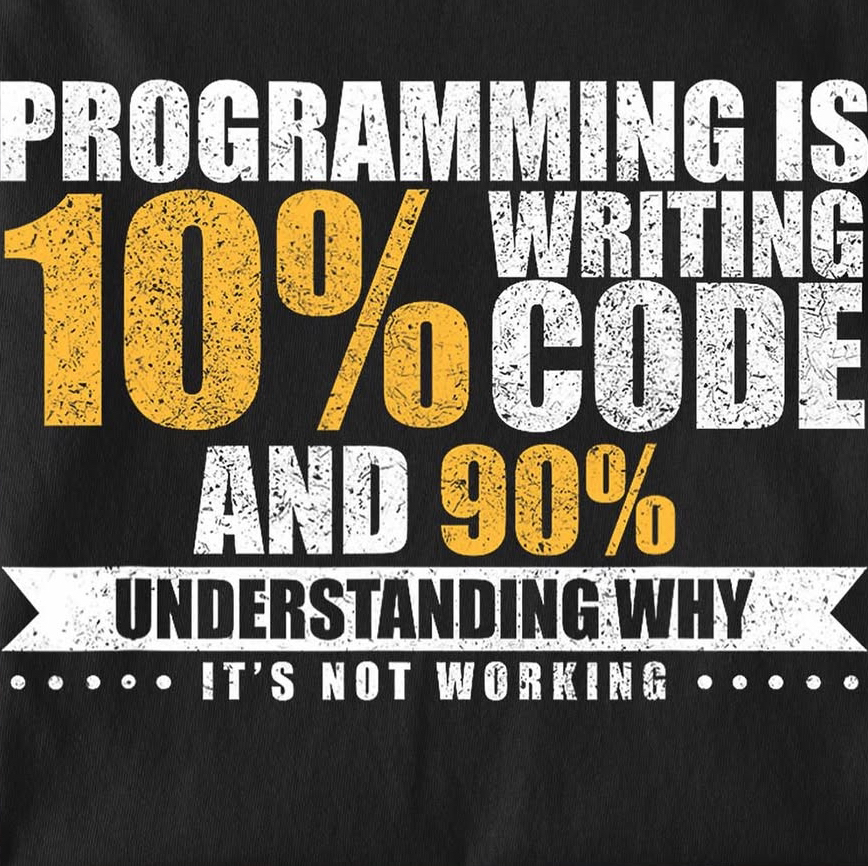 PROGRAMMING IS
10% WRITING
CODE
AND 90%
UNDERSTANDING WHY
IT'S NOT WORKING